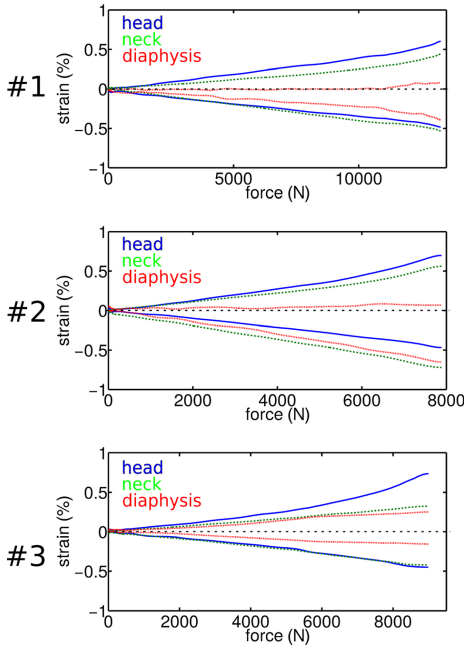 #1
strain (%)
1
0.5
0
−0.5
−1
head
neck
diaphysis
0
5000
10000
force (N)
#2
strain (%)
1
0.5
0
−0.5
−1
head
neck
diaphysis
0
2000
4000
6000
8000
force (N)
#3
strain (%)
1
0.5
0
−0.5
−1
head
neck
diaphysis
0
2000
4000
6000
8000
force (N)